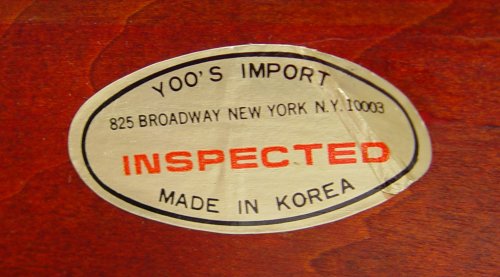 YOO'S IMPORT
825 BROADWAY NEW YORK N.Y. 10003
INSPECTED
MADE IN KOREA